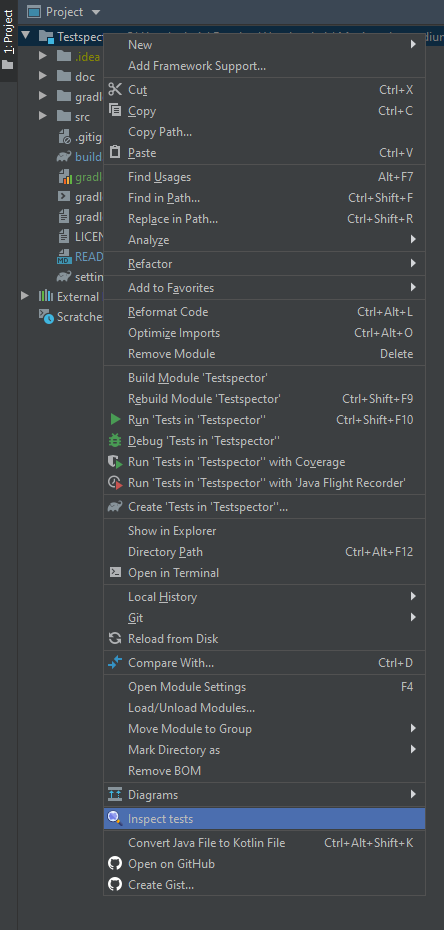 1: Project
Project
Testspect
.idea
doc
gradl
src
.gitig
build
gradl
gradl
gradl
LICEN
READ
settin
External
Scratche
New
Add Framework Support...
Cut Ctrl+X
Copy Ctrl+C
Copy Path...
Paste Alt+V
Find Usages Alt+F7
Find in Path... Ctrl+Shift+F
Replace in Path... Ctrl+Shift+R
Analyze
Refactor
Add to Favorites
Reformat Code Ctrl+Alt+L
Optimize Imports Ctrl+Alt+O
Remove Module Delete
Build Module 'Testspector'
Rebuild Module 'Testspector' Ctrl+Shift+F9
Run 'Tests in 'Testspector'' Ctrl+Shift+F10
Debug 'Tests in 'Testspector''
Run 'Tests in 'Testspector'' with Coverage
Run 'Tests in 'Testspector'' with 'Java Flight Recorder'
Create 'Tests in 'Testspector''...
Show in Explorer
Directory Path Ctrl+Alt+F12
Open in Terminal
Local History
Git
Reload from Disk
Compare With... Ctrl+D
Open Module Settings F4
Load/Unload Modules...
Move Module to Group
Mark Directory as
Remove BOM
Diagrams
Inspect tests
Convert Java File to Kotlin File Ctrl+Alt+Shift+K
Open on GitHub
Create Gist...